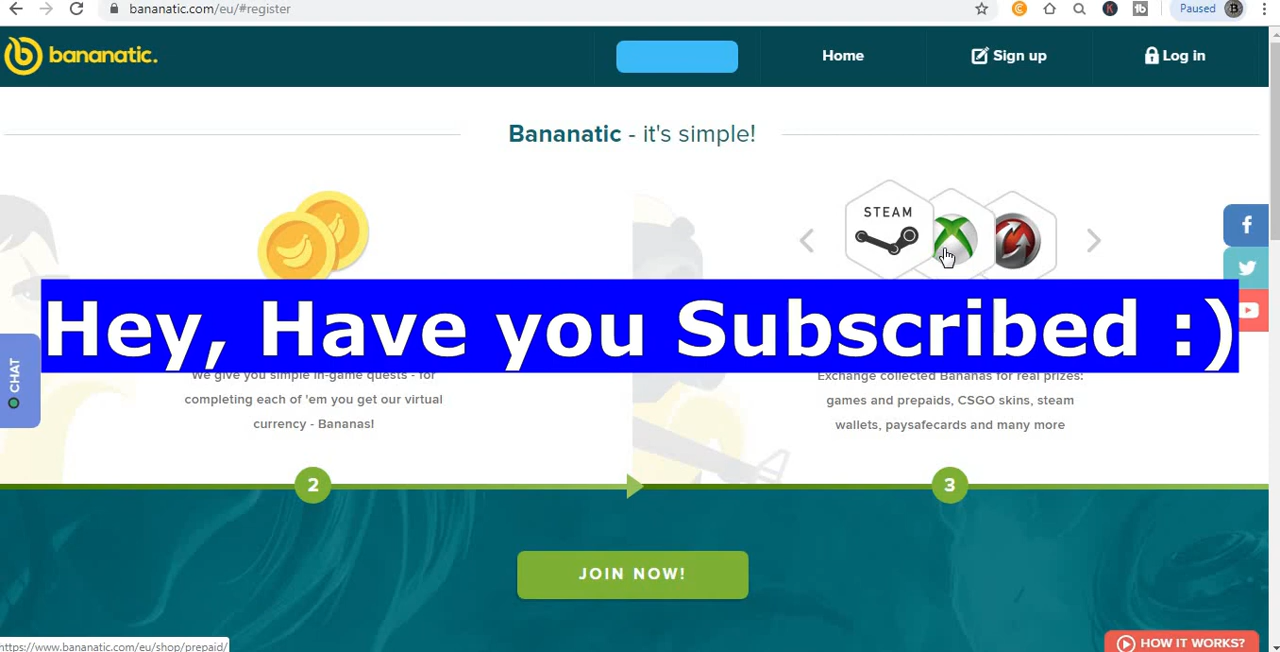 bananatic.com/eu/#register
Paused
bananatic.
Home
Sign up
Log in
Bananatic - it's simple!
STEAM
Hey, Have you Subscribed :)
We give you simple in-game quests - for
completing each of 'em you get our virtual
currency - Bananas!
Exchange collected Bananas for real prizes:
games and prepaids, CSGO skins, steam
wallets, paysafecards and many more
CHAT
2
3
JOIN NOW!
HOW IT WORKS?
https://www.bananatic.com/eu/shop/prepaid/